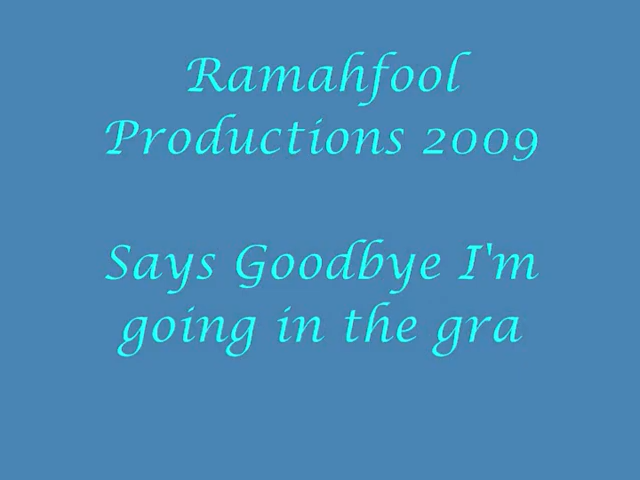 Ramahfool
Productions 2009
Says Goodbye I'm
going in the gra